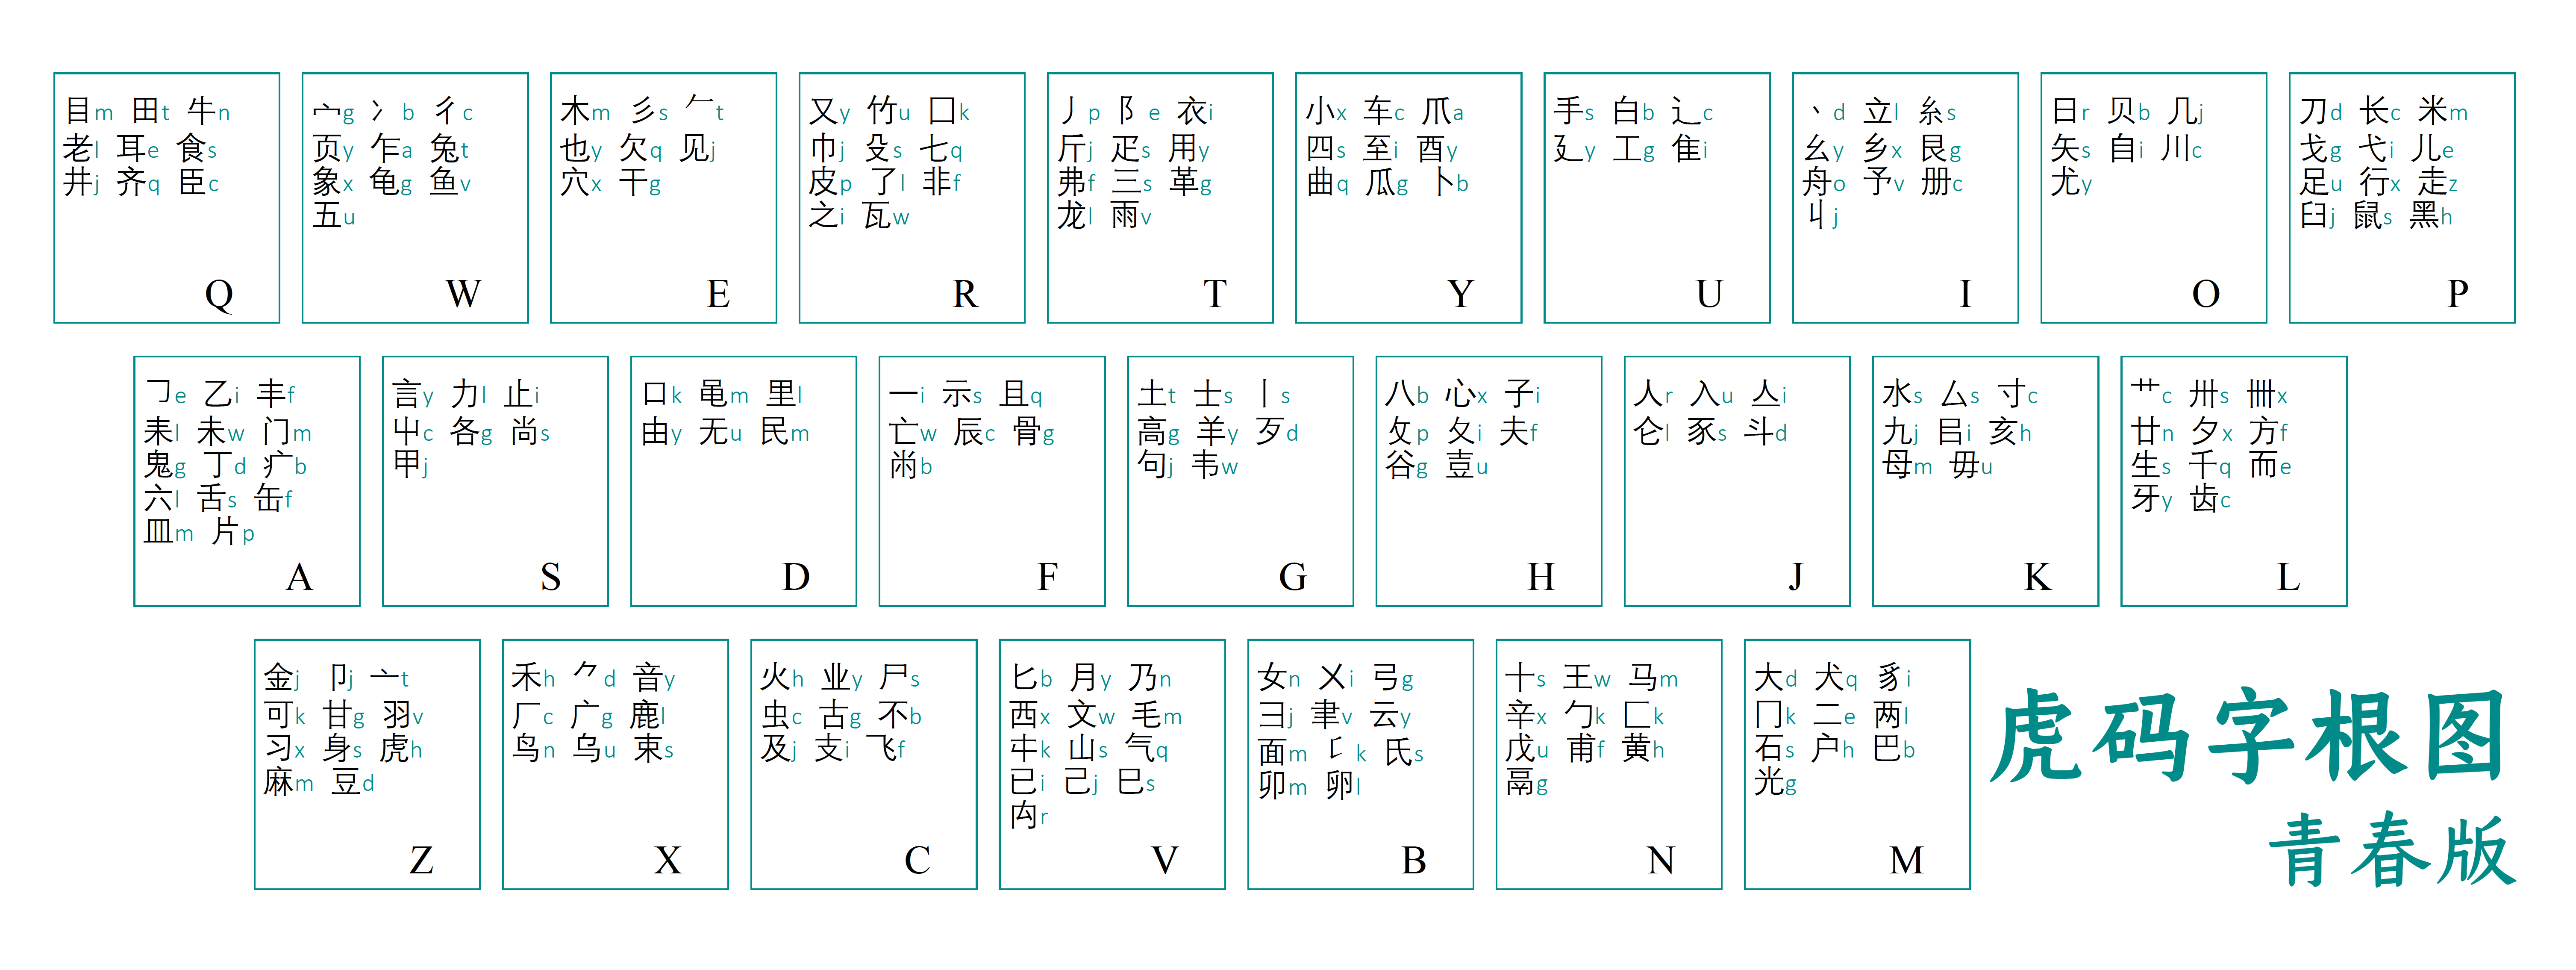 目m 田t 牛n
老l 耳e 食s
井j 齐q 臣c
Q
宀g 冫b 彳c
页y 乍a 兔t
象x 龟g 鱼v
五u
W
木m 彡s 𠂉t
也y 欠q 见j
穴x 干g
E
又y 竹u 囗k
巾j 殳s 七q
皮p 了l 非f
之i 瓦w
R
丿p 阝e 衣i
斤j 疋s 用y
弗f 三s 革g
龙l 雨v
T
小x 车c 爪a
四s 至i 酉y
曲q 瓜g 卜b
Y
手s 白b 辶c
廴y 工g 隹i
U
丶d 立l 糸s
幺y 乡x 艮g
舟o 予v 册c
丩j
I
日r 贝b 几j
矢s 自i 川c
尤y
O
刀d 长c 米m
戈g 弋i 儿e
足u 行x 走z
臼j 鼠s 黑h
P
㇆e 乙i 丰f
耒l 未w 门m
鬼g 丁d 疒b
六l 舌s 缶f
皿m 片p
A
言y 力l 止i
屮c 各g 尚s
甲j
S
口k 黾m 里l
由y 无u 民m
D
一i 示s 且q
亡w 辰c 骨g
㡀b
F
土t 士s 丨s
高g 羊y 歹d
句j 韦w
G
八b 心x 子i
攵p 夂i 夫f
谷g 壴u
H
人r 入u 亼i
仑l 豕s 斗d
J
水s 厶s 寸c
九j 㠯i 亥h
母m 毋u
K
艹c 卅s 卌x
廿n 夕x 方f
生s 千q 而e
牙y 齿c
L
金j 卩j 亠t
可k 甘g 羽v
习x 身s 虎h
麻m 豆d
Z
禾h ⺈d 音y
厂c 广g 鹿l
鸟n 乌u 束s
X
火h 业y 尸s
虫c 古g 不b
及j 支i 飞f
C
匕b 月y 乃n
西x 文w 毛m
㐄k 山s 气q
已i 己j 巳s
禸r
V
女n 㐅i 弓g
彐j 聿v 云y
面m 𠄌k 氏s
卯m 卵l
B
十s 王w 马m
辛x 勹k 匚k
戊u 甫f 黄h
鬲g
N
大d 犬q 豸i
冂k 二e 两l
石s 户h 巴b
光g
M
虎码字根图
青春版